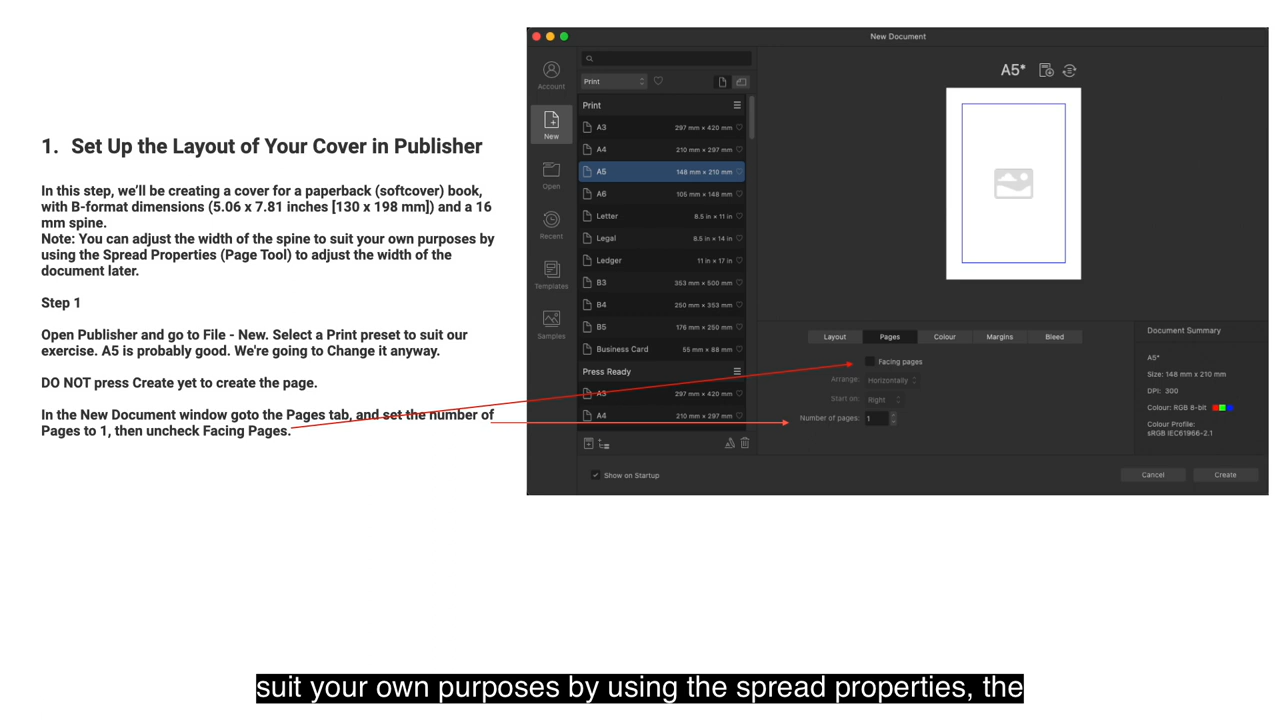 1. Set Up the Layout of Your Cover in Publisher
In this step, we'll be creating a cover for a paperback (softcover) book,
with B-format dimensions (5.06 x 7.81 inches [130 x 198 mm]) and a 16
mm spine.
Note: You can adjust the width of the spine to suit your own purposes by
using the Spread Properties (Page Tool) to adjust the width of the
document later.
Step 1
Open Publisher and go to File - New. Select a Print preset to suit our
exercise. A5 is probably good. We're going to Change it anyway.
DO NOT press Create yet to create the page.
In the New Document window goto the Pages tab, and set the number of
Pages to 1, then uncheck Facing Pages.
New Document
Account
New
Open
Recent
Templates
Samples
Print
Print
A3 297 mm × 420 mm
A4 210 mm × 297 mm
A5 148 mm × 210 mm
A6 105 mm × 148 mm
Letter 8.5 in × 11 in
Legal 8.5 in × 14 in
Ledger 11 in × 17 in
B3 353 mm × 500 mm
B4 250 mm × 353 mm
B5 176 mm × 250 mm
Business Card 55 mm × 88 mm
Press Ready
A3 297 mm × 420 mm
A4 210 mm × 297 mm
Show on Startup
A5*
Layout Pages Colour Margins Bleed
Facing pages
Arrange: Horizontally
Start on: Right
Number of pages: 1
Document Summary
A5*
Size: 148 mm x 210 mm
DPI: 300
Colour: RGB 8-bit
Colour Profile:
sRGB IEC61966-2.1
Cancel Create
suit your own purposes by using the spread properties, the